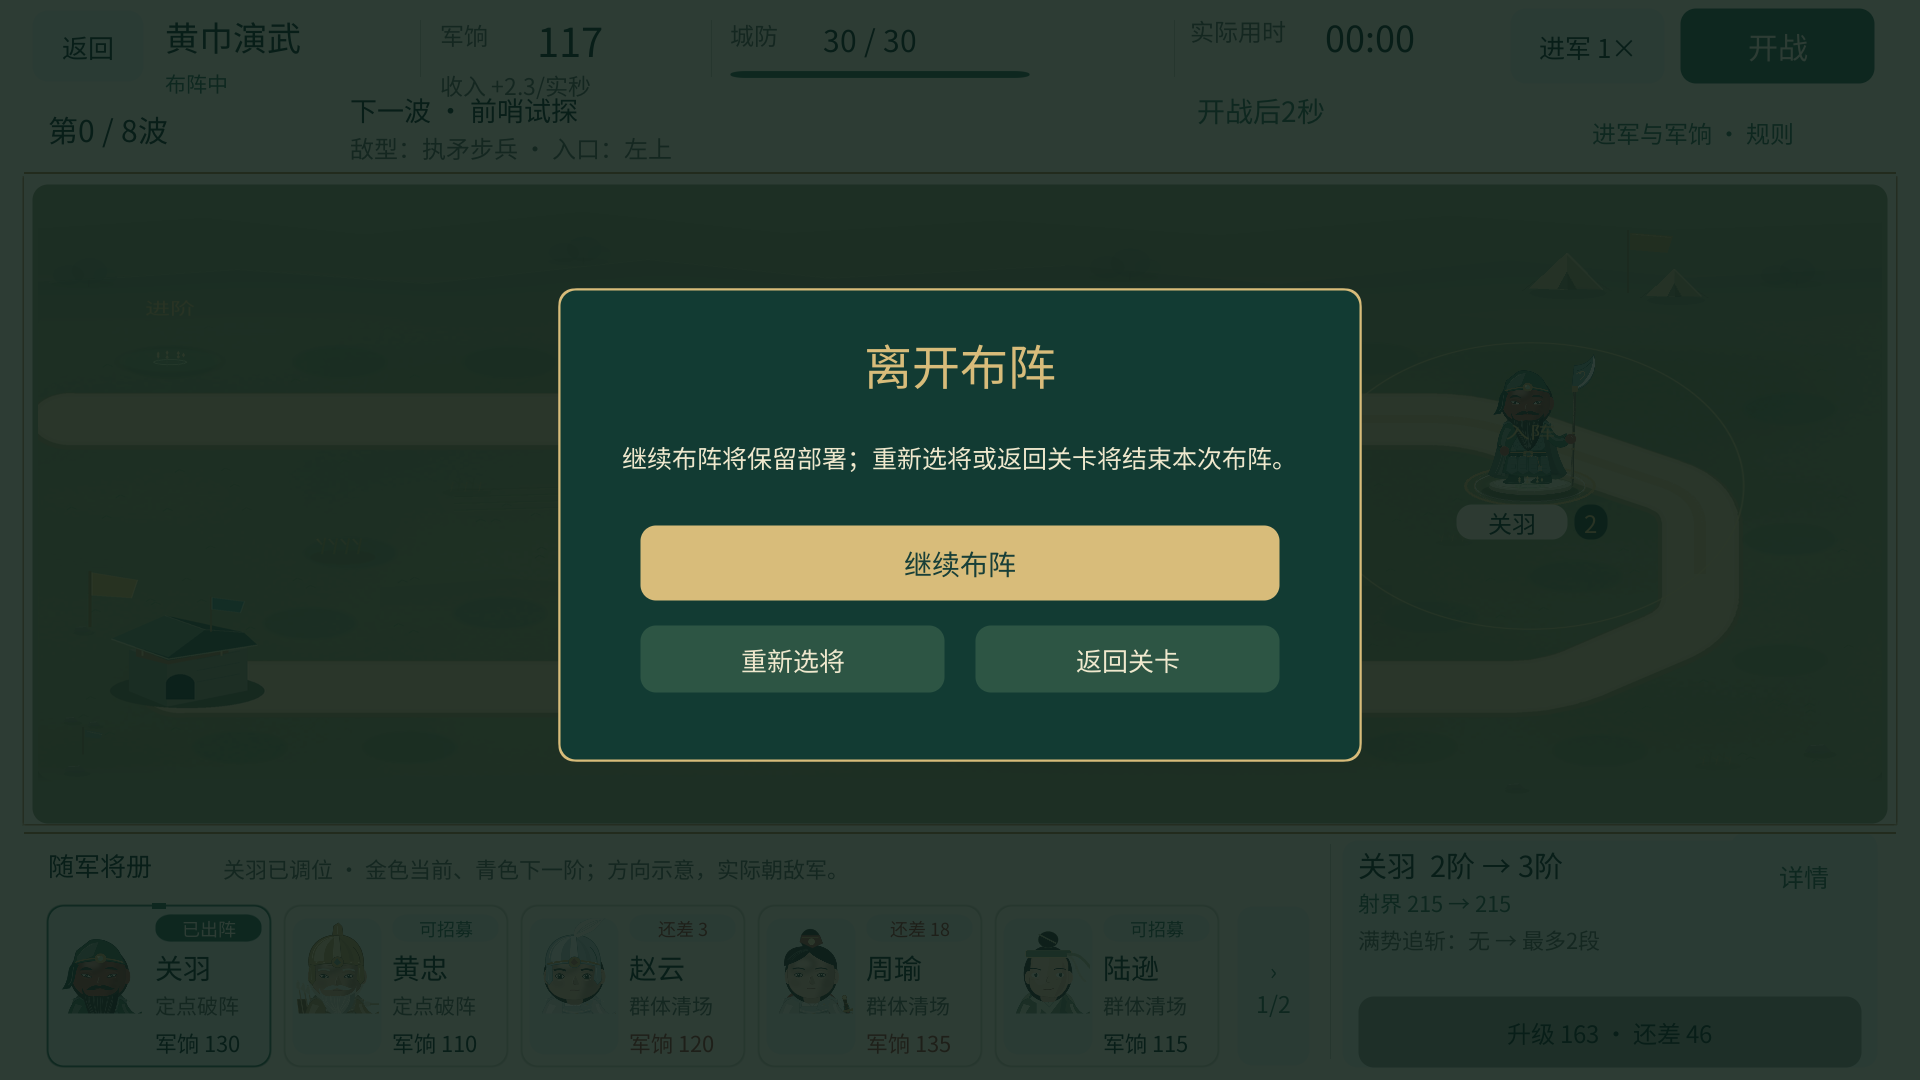 返回
黄巾演武
布阵中
军饷
117
收入 +2.3/实秒
城防
30 / 30
实际用时
00:00
进军 1×
开战
第0 / 8波
下一波 · 前哨试探
敌型：执矛步兵 · 入口：左上
开战后2秒
进军与军饷 · 规则
进阶
离开布阵
继续布阵将保留部署；重新选将或返回关卡将结束本次布阵。
继续布阵
重新选将
返回关卡
入阵
关羽
2
随军将册
关羽已调位 · 金色当前、青色下一阶；方向示意，实际朝敌军。
已出阵
关羽
定点破阵
军饷 130
可招募
黄忠
定点破阵
军饷 110
还差 3
赵云
群体清场
军饷 120
还差 18
周瑜
群体清场
军饷 135
可招募
陆逊
群体清场
军饷 115
›
1/2
关羽 2阶 → 3阶
详情
射界 215 → 215
满势追斩：无 → 最多2段
升级 163 · 还差 46